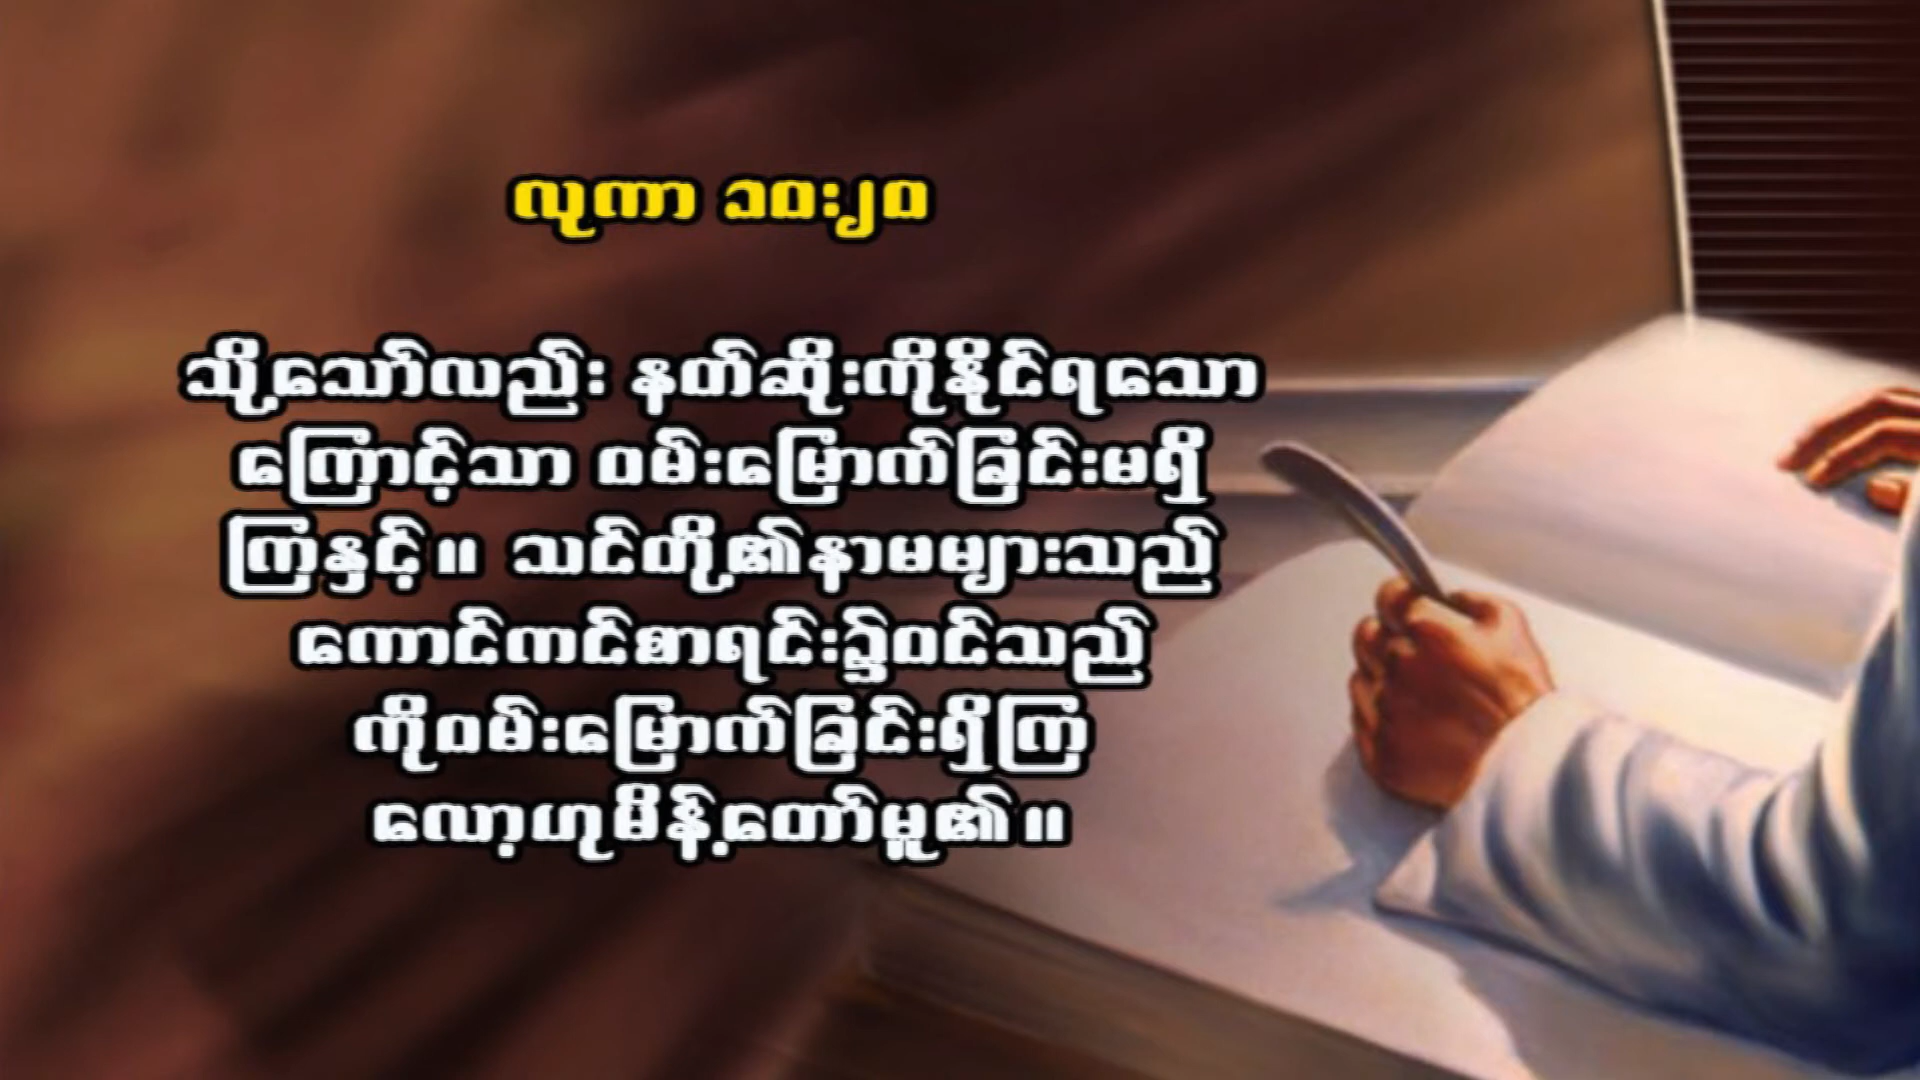 လုကာ ၁၀:၂၀
သို့သော်လည်း နတ်ဆိုးကိုနိုင်ရသော
ကြောင့်သာ ဝမ်းမြောက်ခြင်းမရှိ
ကြနှင့်။ သင်တို့၏နာမများသည်
ကောင်ကင်စာရင်း၌ဝင်သည်
ကိုဝမ်းမြောက်ခြင်းရှိကြ
လော့ဟုမိန့်တော်မူ၏။